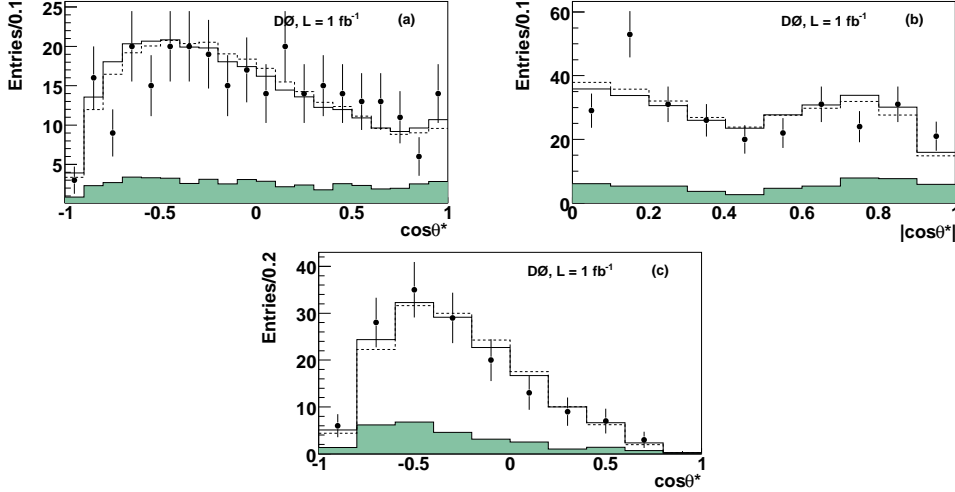 DØ, L = 1 fb⁻¹
(a)
Entries/0.1
25
20
15
10
5
-1
-0.5
0
0.5
1
cosθ*
DØ, L = 1 fb⁻¹
(b)
Entries/0.1
60
40
20
0
0
0.2
0.4
0.6
0.8
1
|cosθ*|
DØ, L = 1 fb⁻¹
(c)
Entries/0.2
40
30
20
10
0
-1
-0.5
0
0.5
1
cosθ*